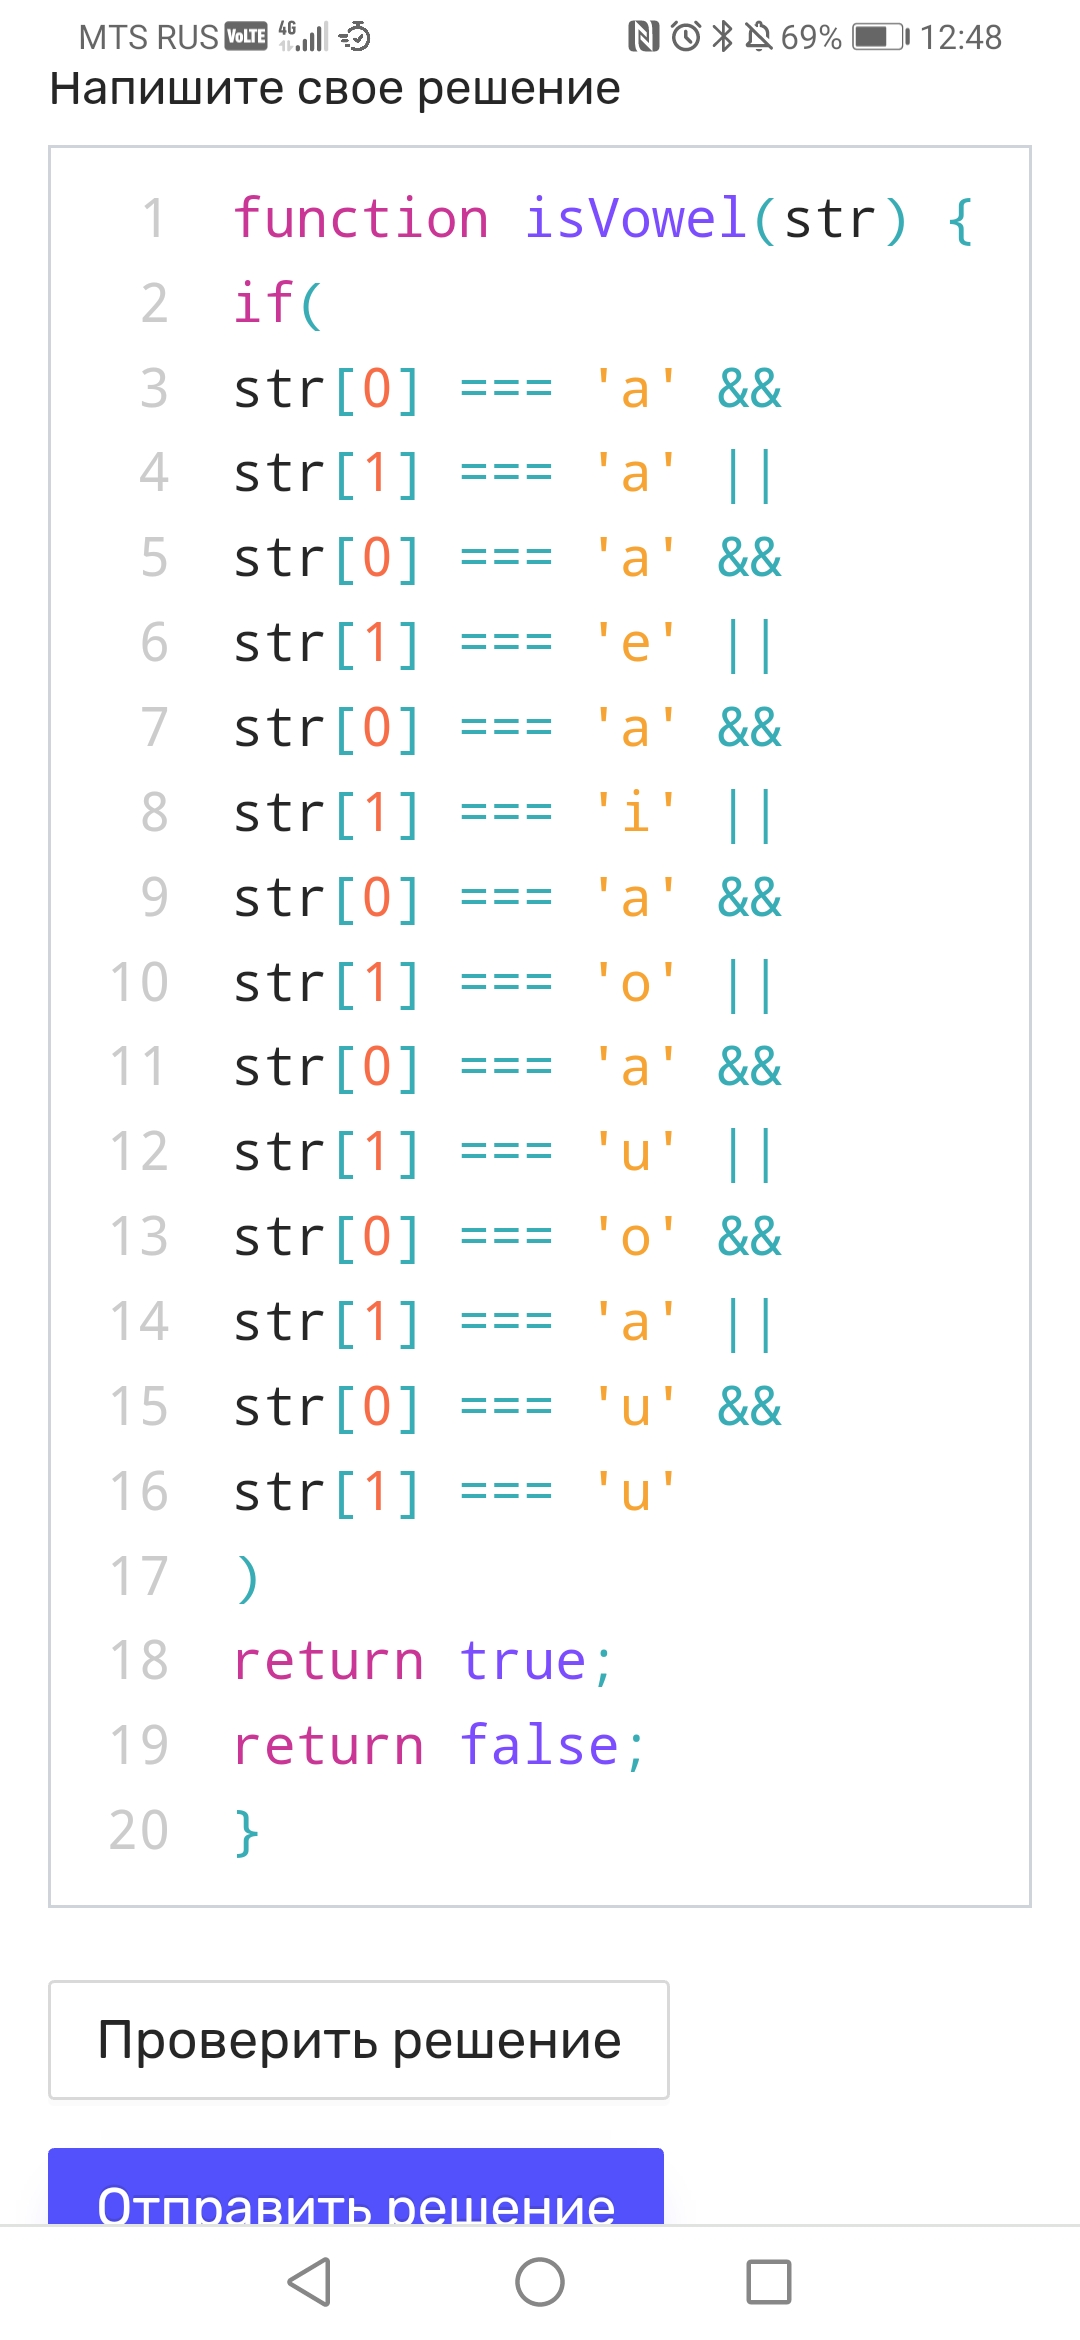 MTS RUS VoLTE 4G 69% 12:48
Напишите свое решение
1 function isVowel(str) {
2 if(
3 str[0] === 'a' &&
4 str[1] === 'a' ||
5 str[0] === 'a' &&
6 str[1] === 'e' ||
7 str[0] === 'a' &&
8 str[1] === 'i' ||
9 str[0] === 'a' &&
10 str[1] === 'o' ||
11 str[0] === 'a' &&
12 str[1] === 'u' ||
13 str[0] === 'o' &&
14 str[1] === 'a' ||
15 str[0] === 'u' &&
16 str[1] === 'u'
17 )
18 return true;
19 return false;
20 }
Проверить решение
Отправить решение